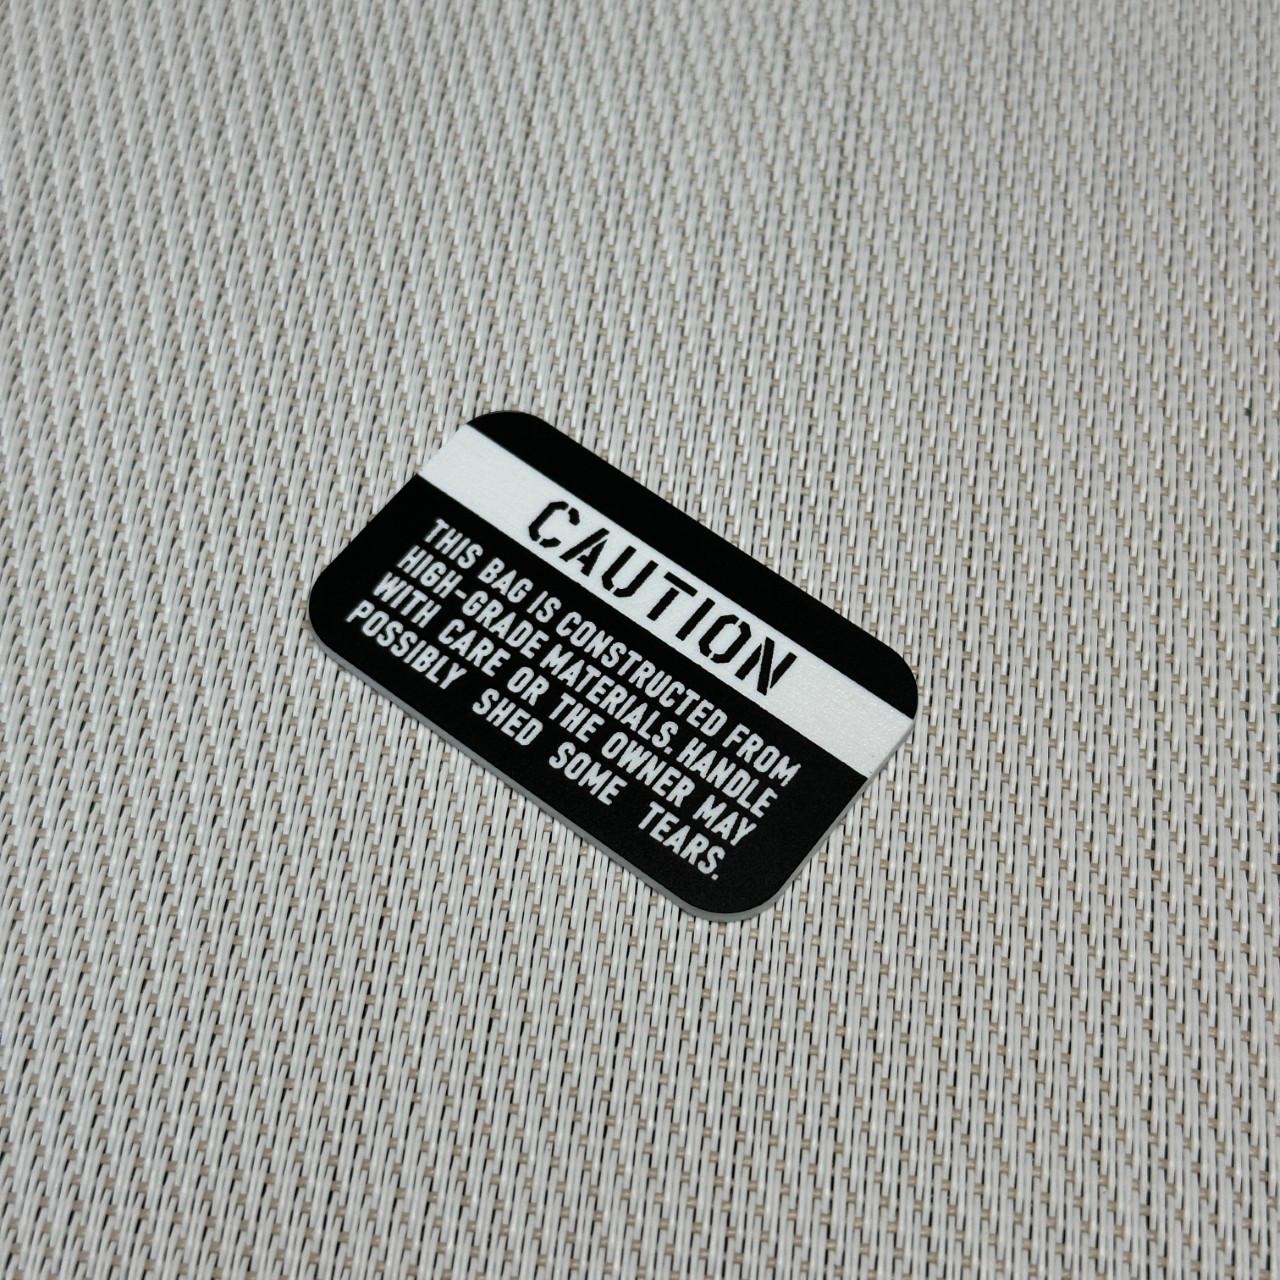 CAUTION
THIS BAG IS CONSTRUCTED FROM
HIGH-GRADE MATERIALS. HANDLE
WITH CARE OR THE OWNER MAY
POSSIBLY SHED SOME TEARS.